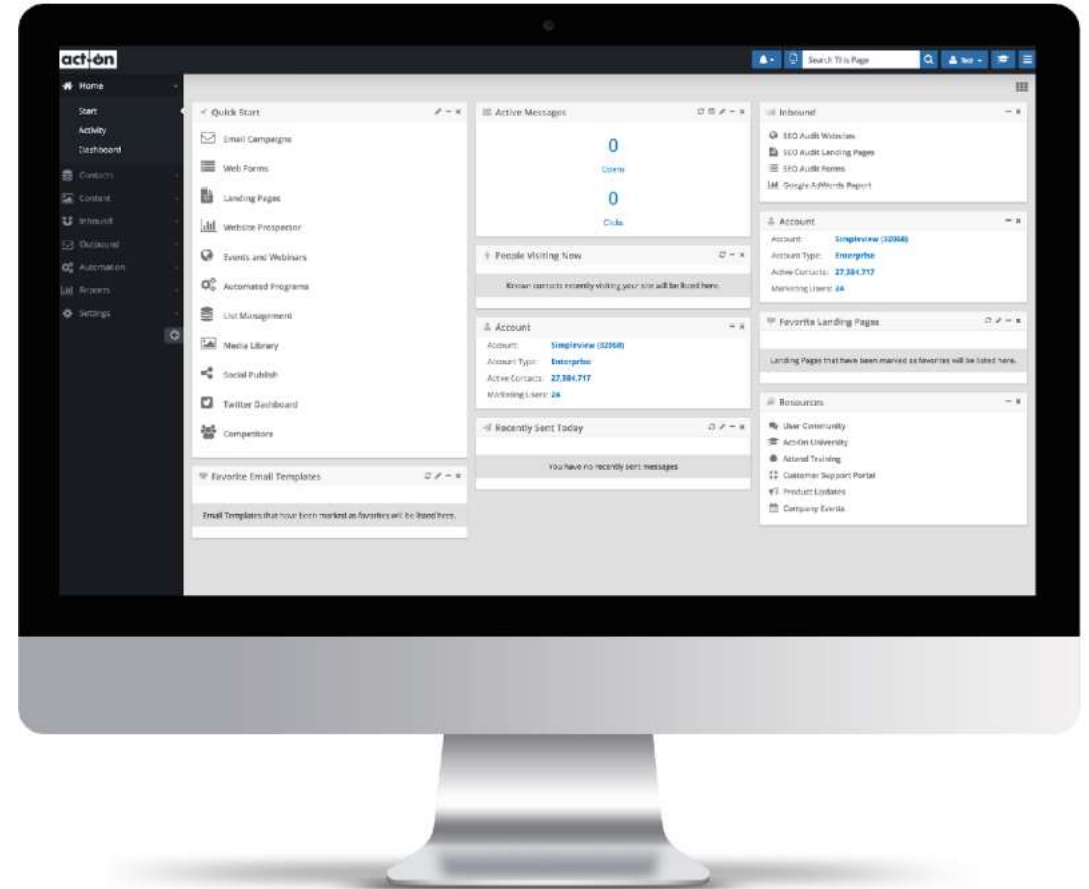 act-on
Search This Page
Test
Home
Start
Activity
Dashboard
Contacts
Content
Inbound
Outbound
Automation
Reports
Settings
Quick Start
Email Campaigns
Web Forms
Landing Pages
Website Prospector
Events and Webinars
Automated Programs
List Management
Media Library
Social Publish
Twitter Dashboard
Competitors
Favorite Email Templates
Email Templates that have been marked as favorites will be listed here.
Active Messages
0
Opens
0
Clicks
People Visiting Now
Known contacts recently visiting your site will be listed here.
Account
Account: Simpleview (32068)
Account Type: Enterprise
Active Contacts: 27,384,717
Marketing Users: 24
Recently Sent Today
You have no recently sent messages
Inbound
SEO Audit Websites
SEO Audit Landing Pages
SEO Audit Forms
Google AdWords Report
Account
Account: Simpleview (32068)
Account Type: Enterprise
Active Contacts: 27,384,717
Marketing Users: 24
Favorite Landing Pages
Landing Pages that have been marked as favorites will be listed here.
Resources
User Community
Act-On University
Attend Training
Customer Support Portal
Product Updates
Company Events